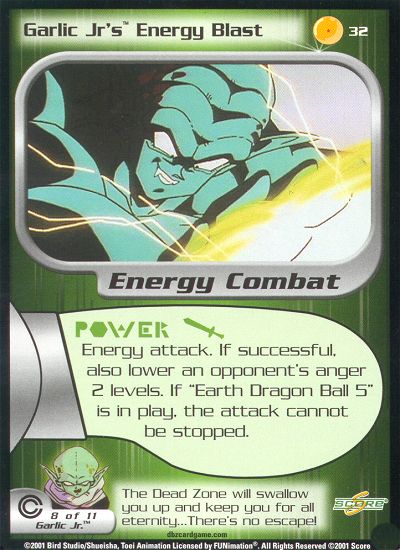 Garlic Jr's™ Energy Blast
32
Energy Combat
POWER
Energy attack. If successful,
also lower an opponent's anger
2 levels. If "Earth Dragon Ball 5"
is in play, the attack cannot
be stopped.
C
8 of 11
Garlic Jr.™
The Dead Zone will swallow
you up and keep you for all
eternity...There's no escape!
SCORE
dbzcardgame.com
©2001 Bird Studio/Shueisha, Toei Animation Licensed by FUNimation®. All Rights Reserved ©2001 Score